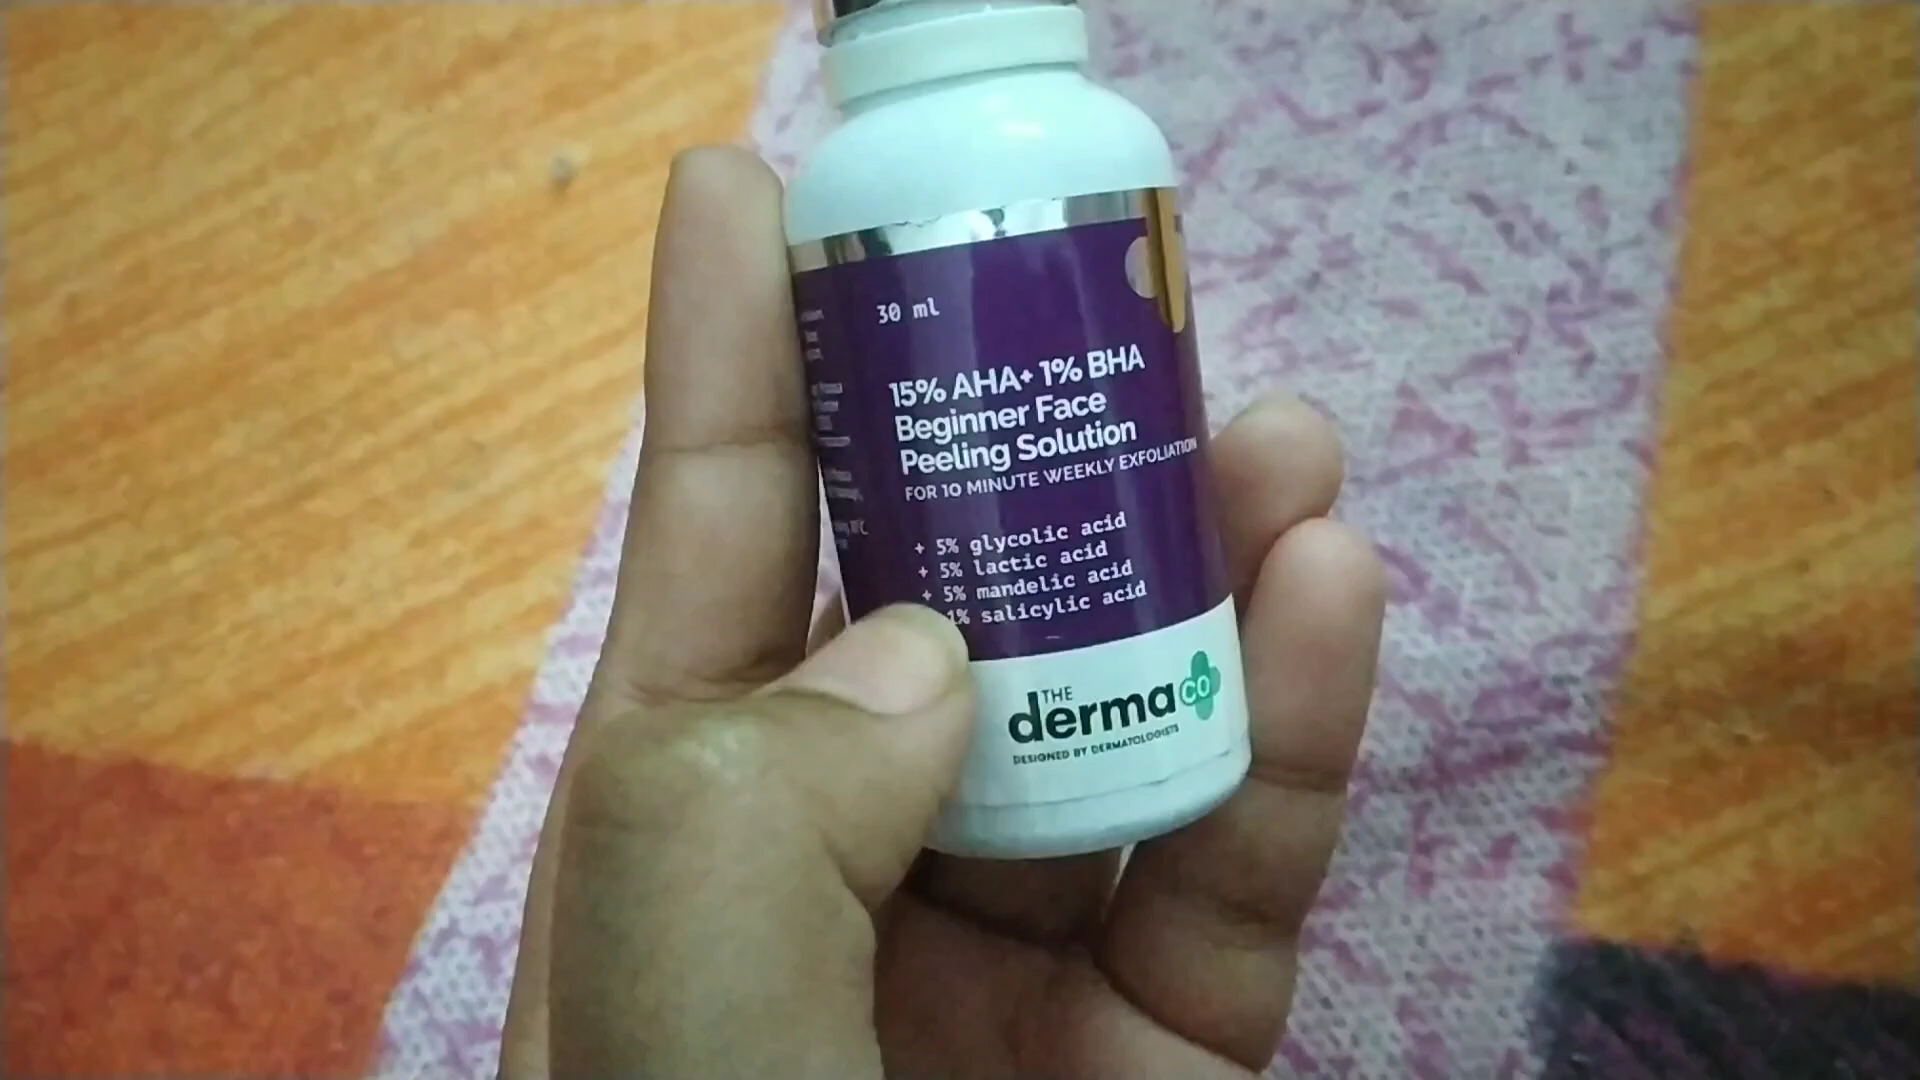 30 ml
15% AHA+ 1% BHA
Beginner Face
Peeling Solution
FOR 10 MINUTE WEEKLY EXFOLIATION
+ 5% glycolic acid
+ 5% lactic acid
+ 5% mandelic acid
1% salicylic acid
THE
derma co
DESIGNED BY DERMATOLOGISTS